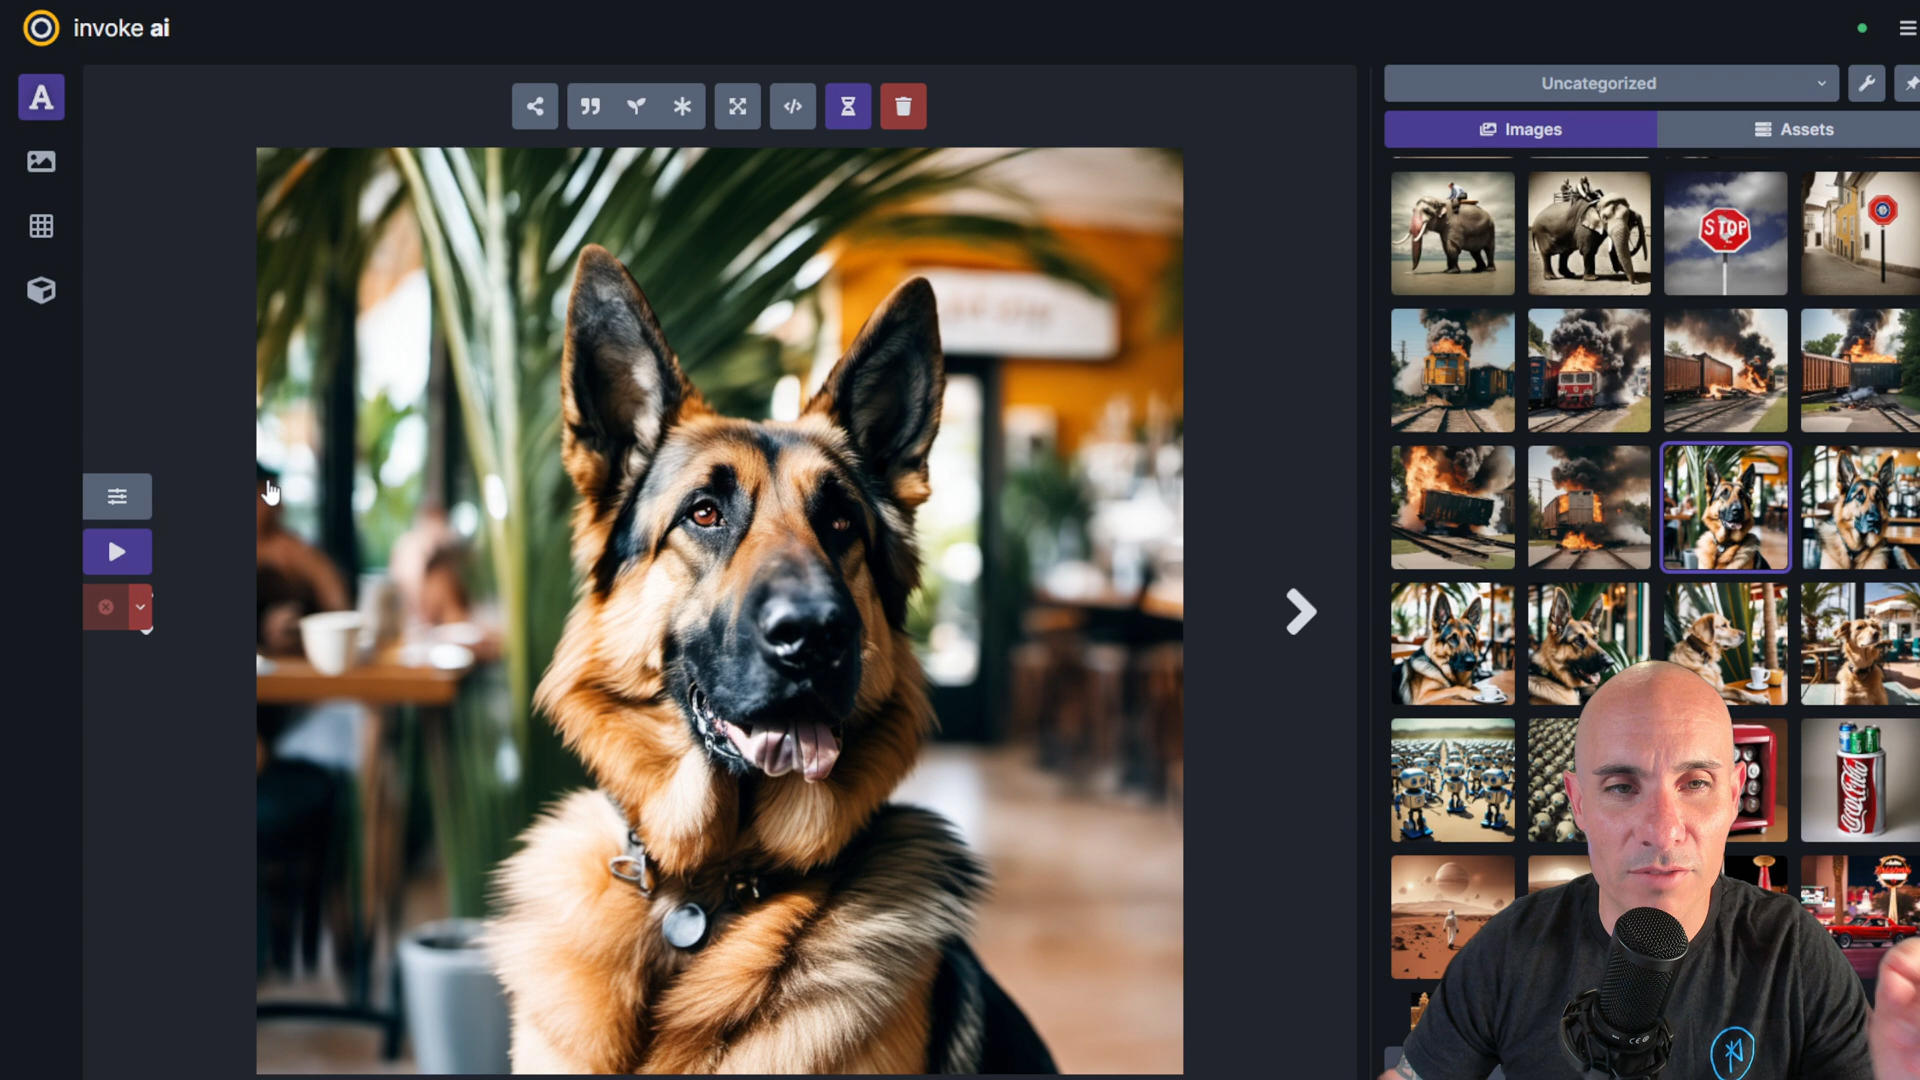 invoke ai
A
Uncategorized
Images
Assets
STOP
Coca-Cola